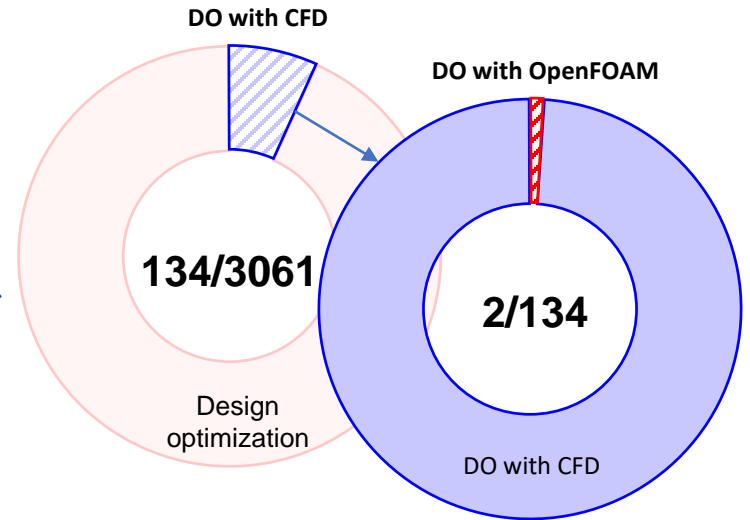 DO with CFD
DO with OpenFOAM
134/3061
2/134
Design
optimization
DO with CFD